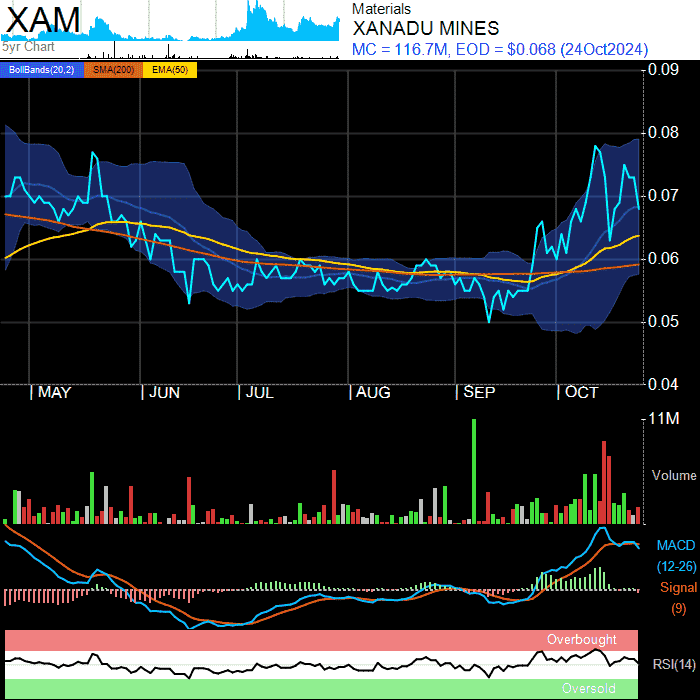 XAM
Materials
XANADU MINES
MC = 116.7M, EOD = $0.068 (24Oct2024)
5yr Chart
BollBands(20,2) SMA(200) EMA(50)
0.09
0.08
0.07
0.06
0.05
0.04
MAY JUN JUL AUG SEP OCT
11M
Volume
MACD
(12-26)
Signal
(9)
Overbought
RSI(14)
Oversold